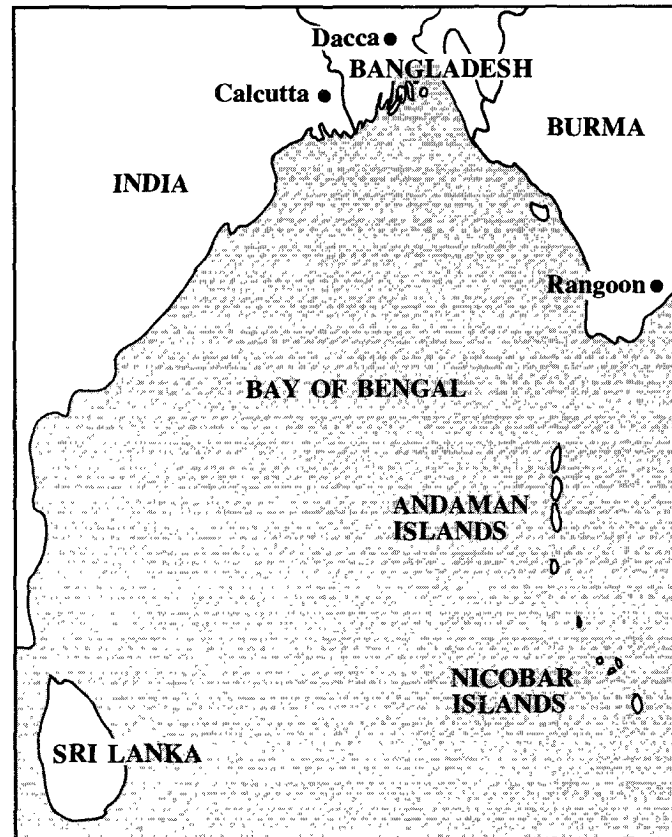 Dacca
BANGLADESH
Calcutta
BURMA
INDIA
Rangoon
BAY OF BENGAL
ANDAMAN
ISLANDS
NICOBAR
ISLANDS
SRI LANKA